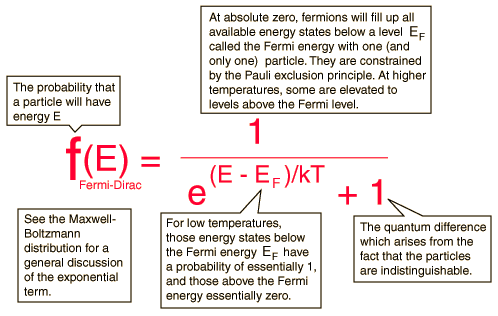 At absolute zero, fermions will fill up all
available energy states below a level E_F
called the Fermi energy with one (and
only one) particle. They are constrained
by the Pauli exclusion principle. At higher
temperatures, some are elevated to
levels above the Fermi level.
The probability that
a particle will have
energy E
f(E) = 1 / (e^((E - E_F)/kT) + 1)
Fermi-Dirac
See the Maxwell-
Boltzmann
distribution for a
general discussion
of the exponential
term.
For low temperatures,
those energy states below
the Fermi energy E_F have
a probability of essentially 1,
and those above the Fermi
energy essentially zero.
The quantum difference
which arises from the
fact that the particles
are indistinguishable.